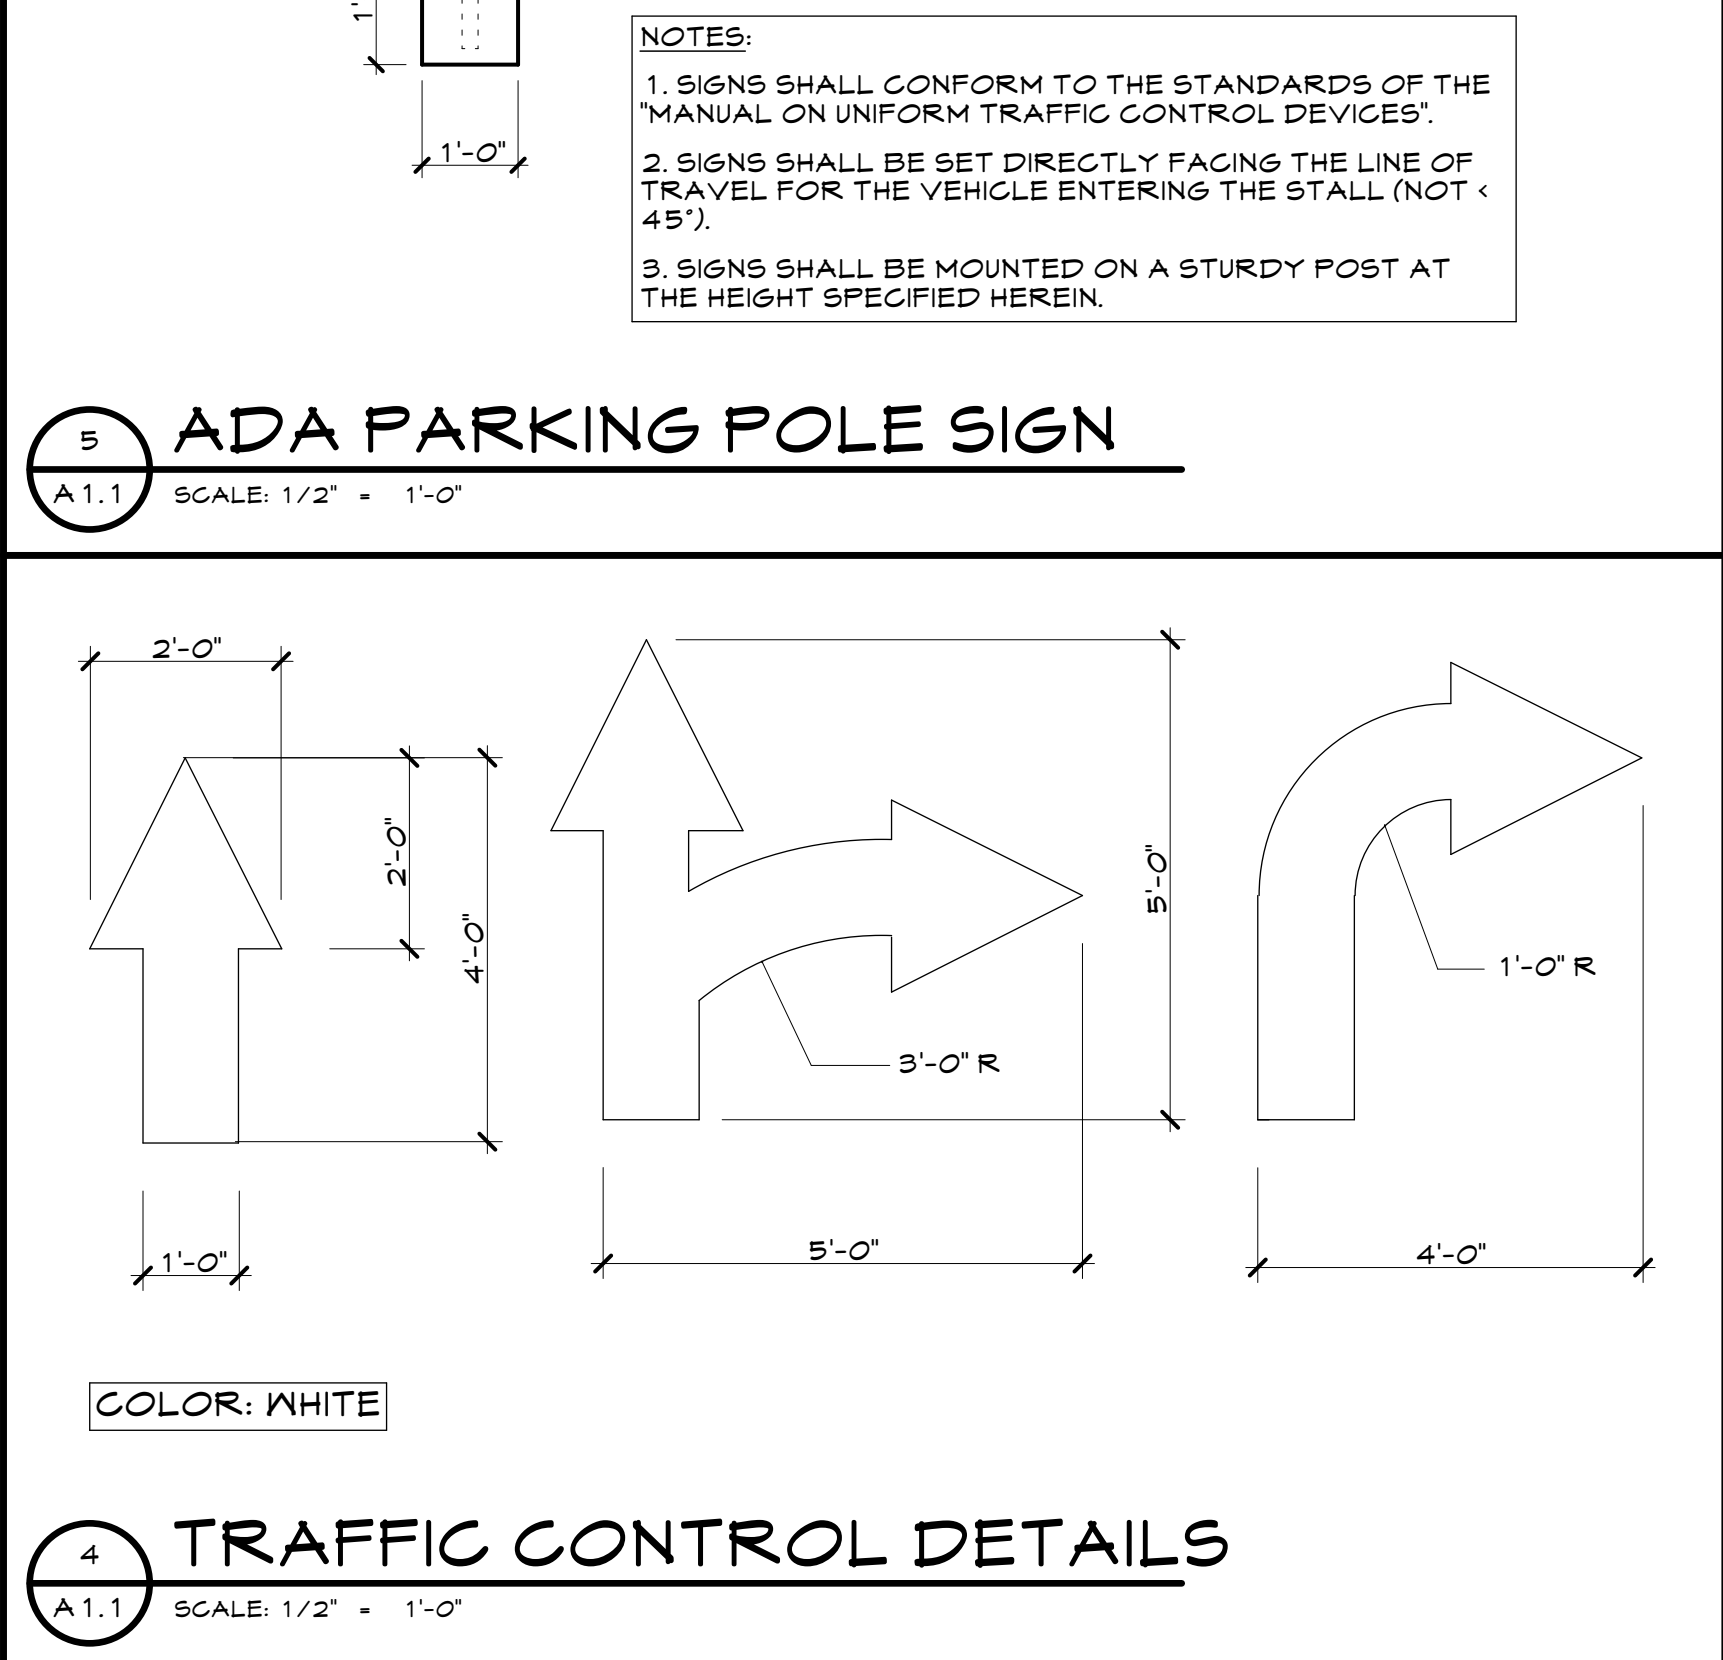 1'
1'-0"
NOTES:
1. SIGNS SHALL CONFORM TO THE STANDARDS OF THE
"MANUAL ON UNIFORM TRAFFIC CONTROL DEVICES".
2. SIGNS SHALL BE SET DIRECTLY FACING THE LINE OF
TRAVEL FOR THE VEHICLE ENTERING THE STALL (NOT <
45°).
3. SIGNS SHALL BE MOUNTED ON A STURDY POST AT
THE HEIGHT SPECIFIED HEREIN.
5
ADA PARKING POLE SIGN
A1.1
SCALE: 1/2" = 1'-0"
2'-0"
2'-0"
4'-0"
1'-0"
5'-0"
3'-0" R
5'-0"
1'-0" R
4'-0"
COLOR: WHITE
4
TRAFFIC CONTROL DETAILS
A1.1
SCALE: 1/2" = 1'-0"